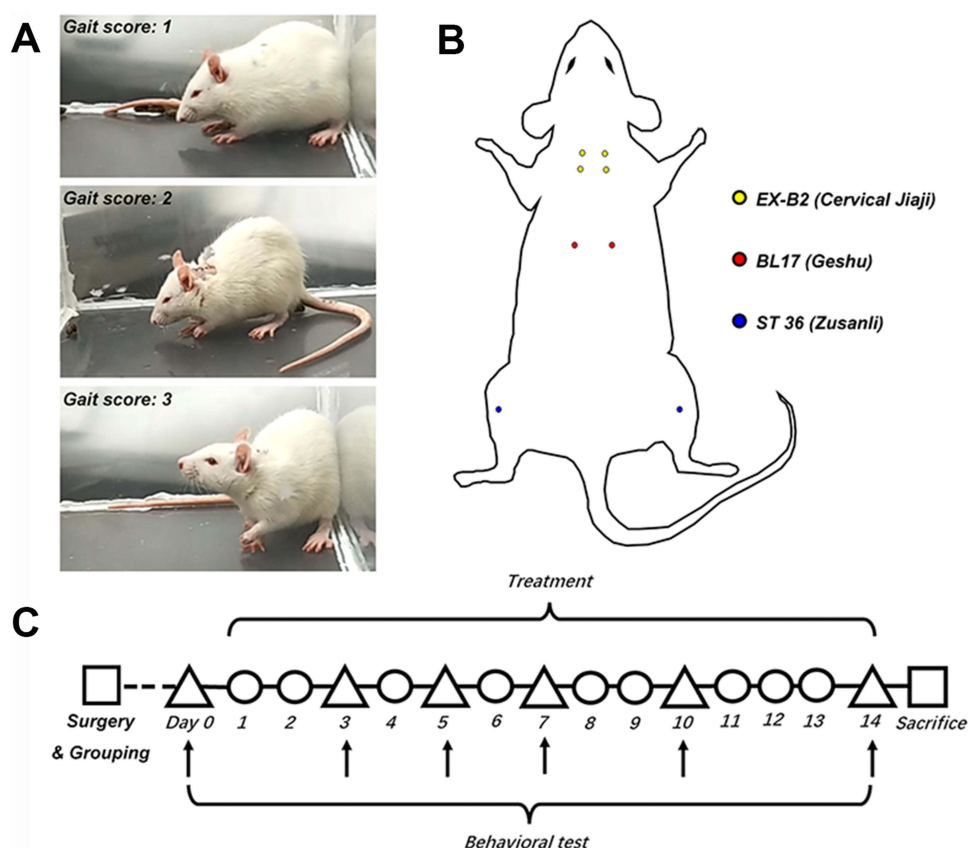 A
Gait score: 1
Gait score: 2
Gait score: 3
B
EX-B2 (Cervical Jiaji)
BL17 (Geshu)
ST 36 (Zusanli)
C
Treatment
Surgery
& Grouping
Day 0 1 2 3 4 5 6 7 8 9 10 11 12 13 14 Sacrifice
Behavioral test